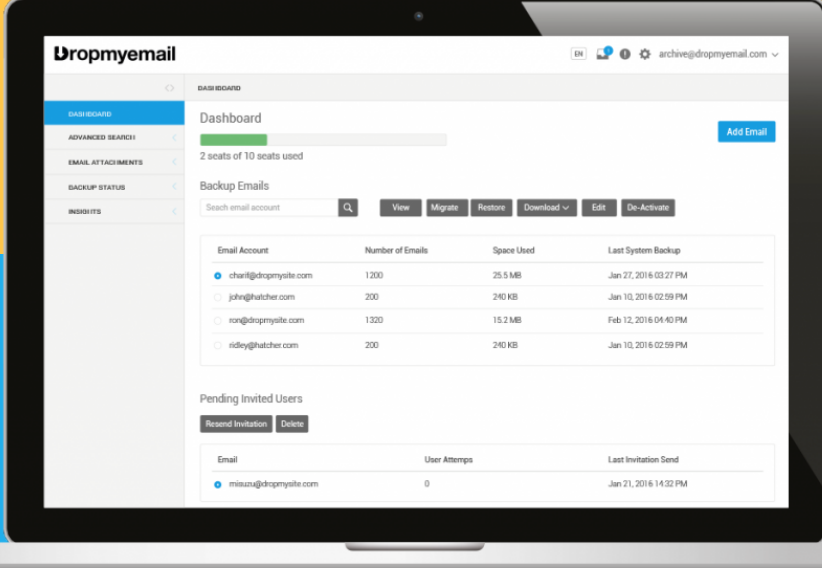 Dropmyemail
EN
archive@dropmyemail.com
DASHBOARD
DASHBOARD
ADVANCED SEARCH
EMAIL ATTACHMENTS
BACKUP STATUS
INSIGHTS
Dashboard
Add Email
2 seats of 10 seats used
Backup Emails
Seach email account
View Migrate Restore Download Edit De-Activate
Email Account Number of Emails Space Used Last System Backup
charif@dropmysite.com 1200 25.5 MB Jan 27, 2016 03:27 PM
john@hatcher.com 200 240 KB Jan 10, 2016 02:59 PM
ron@dropmysite.com 1320 15.2 MB Feb 12, 2016 04:40 PM
ridley@hatcher.com 200 240 KB Jan 10, 2016 02:59 PM
Pending Invited Users
Resend Invitation Delete
Email User Attemps Last Invitation Send
misuzu@dropmysite.com 0 Jan 21, 2016 14:32 PM